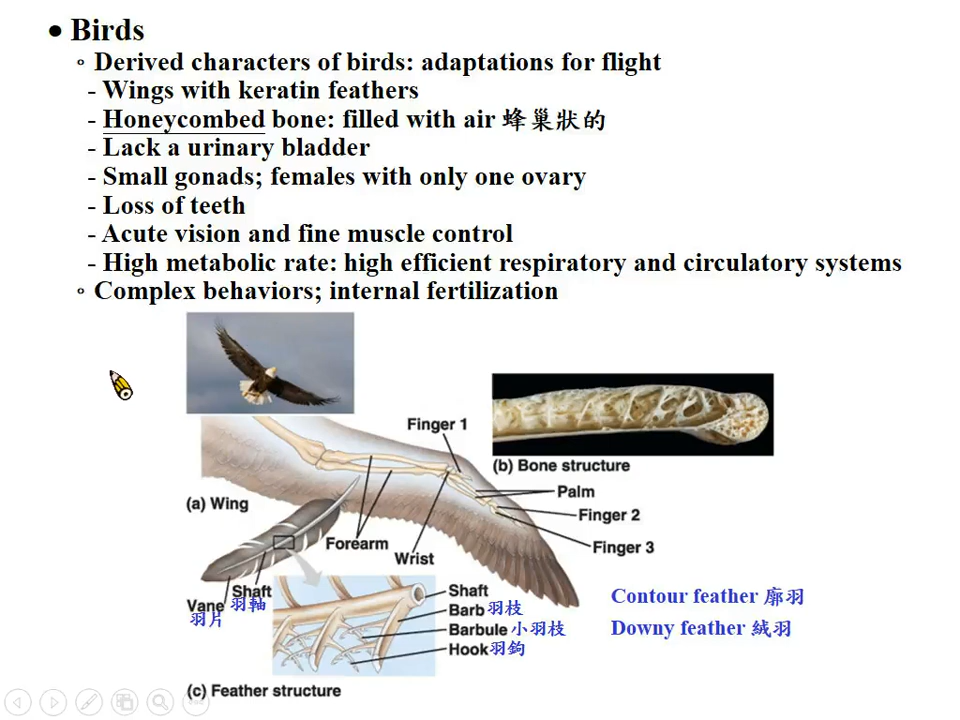 • Birds
◦ Derived characters of birds: adaptations for flight
- Wings with keratin feathers
- Honeycombed bone: filled with air 蜂巢狀的
- Lack a urinary bladder
- Small gonads; females with only one ovary
- Loss of teeth
- Acute vision and fine muscle control
- High metabolic rate: high efficient respiratory and circulatory systems
◦ Complex behaviors; internal fertilization
Finger 1
(b) Bone structure
Palm
(a) Wing
Finger 2
Forearm
Finger 3
Wrist
Shaft
羽軸
Vane
羽片
Shaft
Barb 羽枝
Barbule 小羽枝
Hook 羽鉤
Contour feather 廓羽
Downy feather 絨羽
(c) Feather structure